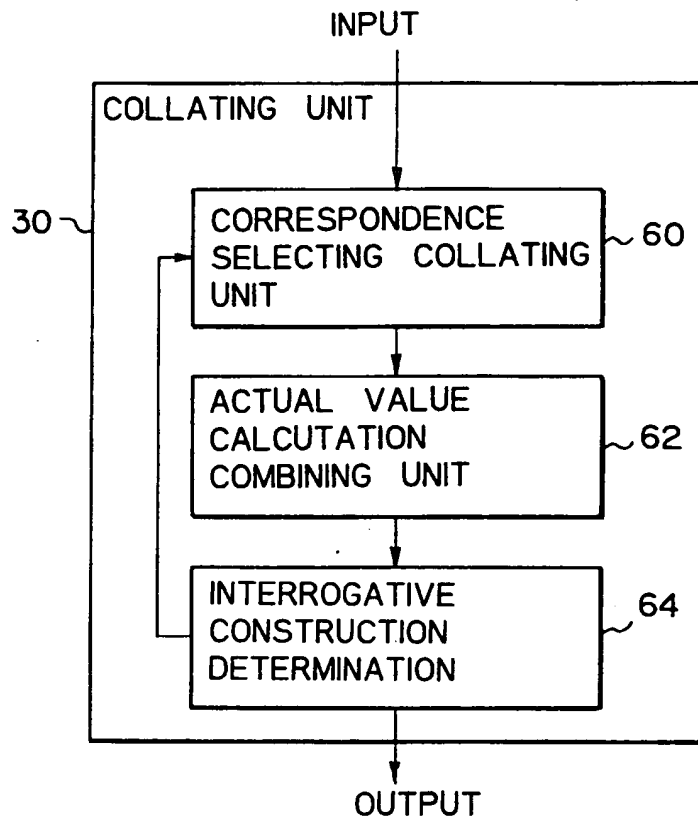 INPUT
COLLATING UNIT
30
CORRESPONDENCE
SELECTING COLLATING
UNIT
60
ACTUAL VALUE
CALCUTATION
COMBINING UNIT
62
INTERROGATIVE
CONSTRUCTION
DETERMINATION
64
OUTPUT